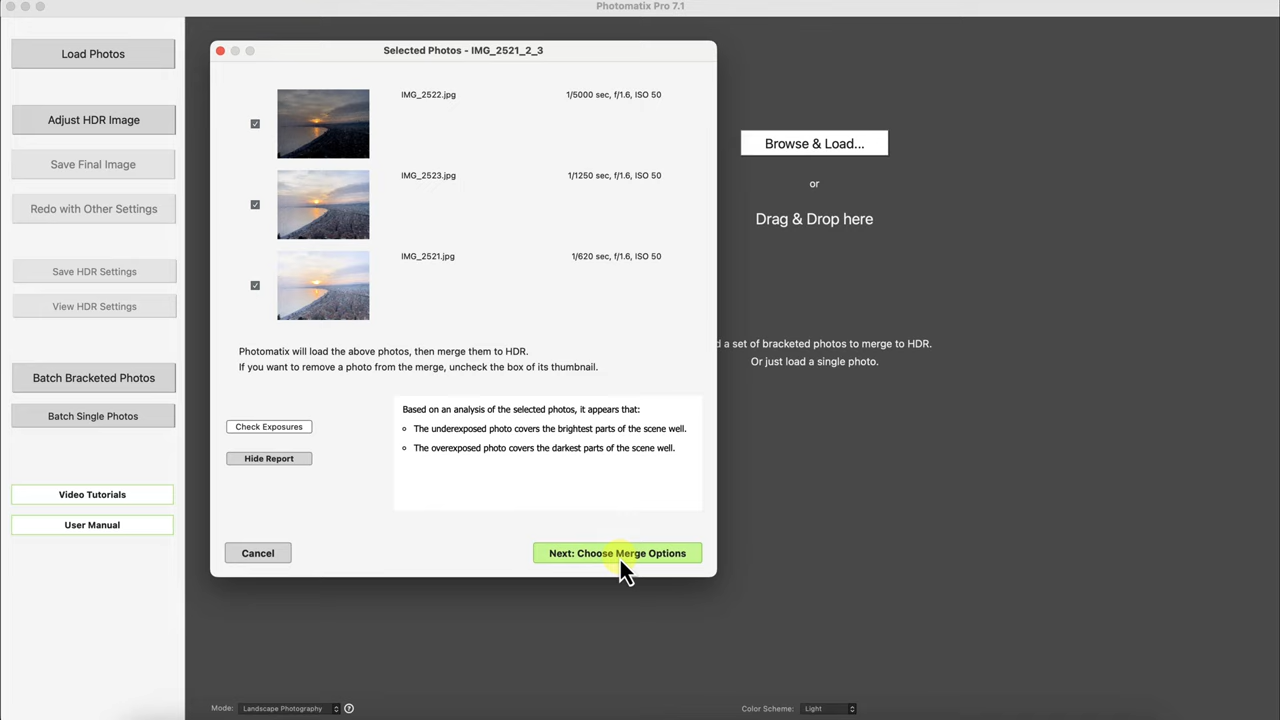 Photomatix Pro 7.1
Load Photos
Adjust HDR Image
Save Final Image
Redo with Other Settings
Save HDR Settings
View HDR Settings
Batch Bracketed Photos
Batch Single Photos
Video Tutorials
User Manual
Selected Photos - IMG_2521_2_3
IMG_2522.jpg 1/5000 sec, f/1.6, ISO 50
IMG_2523.jpg 1/1250 sec, f/1.6, ISO 50
IMG_2521.jpg 1/620 sec, f/1.6, ISO 50
Photomatix will load the above photos, then merge them to HDR.
If you want to remove a photo from the merge, uncheck the box of its thumbnail.
Check Exposures
Hide Report
Based on an analysis of the selected photos, it appears that:
The underexposed photo covers the brightest parts of the scene well.
The overexposed photo covers the darkest parts of the scene well.
Cancel
Next: Choose Merge Options
Browse & Load...
or
Drag & Drop here
d a set of bracketed photos to merge to HDR.
Or just load a single photo.
Mode: Landscape Photography ?
Color Scheme: Light